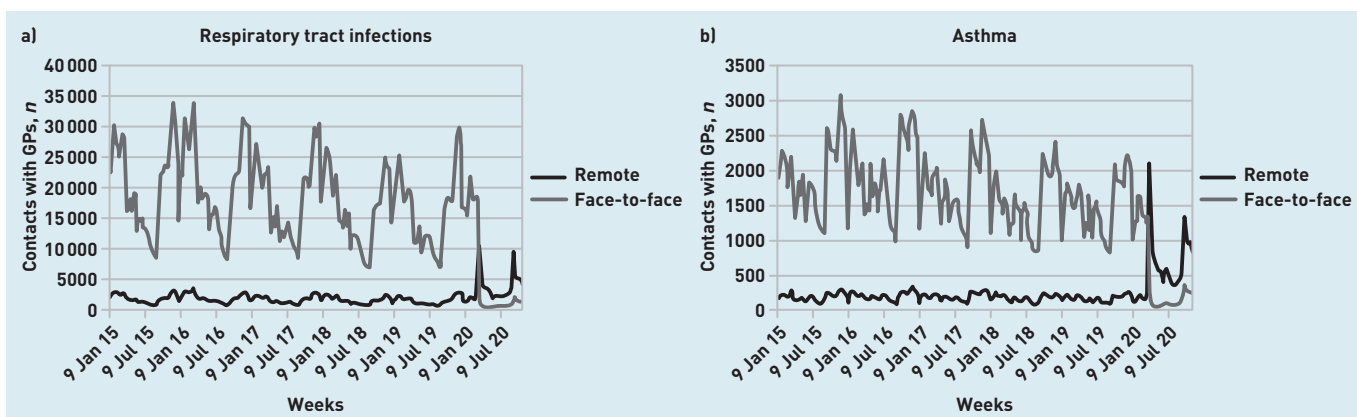 a) Respiratory tract infections
Contacts with GPs, n
40 000
35 000
30 000
25 000
20 000
15 000
10 000
5000
0
9 Jan 15
9 Jul 15
9 Jan 16
9 Jul 16
9 Jan 17
9 Jul 17
9 Jan 18
9 Jul 18
9 Jan 19
9 Jul 19
9 Jan 20
9 Jul 20
Weeks
Remote
Face-to-face
b) Asthma
Contacts with GPs, n
3500
3000
2500
2000
1500
1000
500
0
9 Jan 15
9 Jul 15
9 Jan 16
9 Jul 16
9 Jan 17
9 Jul 17
9 Jan 18
9 Jul 18
9 Jan 19
9 Jul 19
9 Jan 20
9 Jul 20
Weeks
Remote
Face-to-face